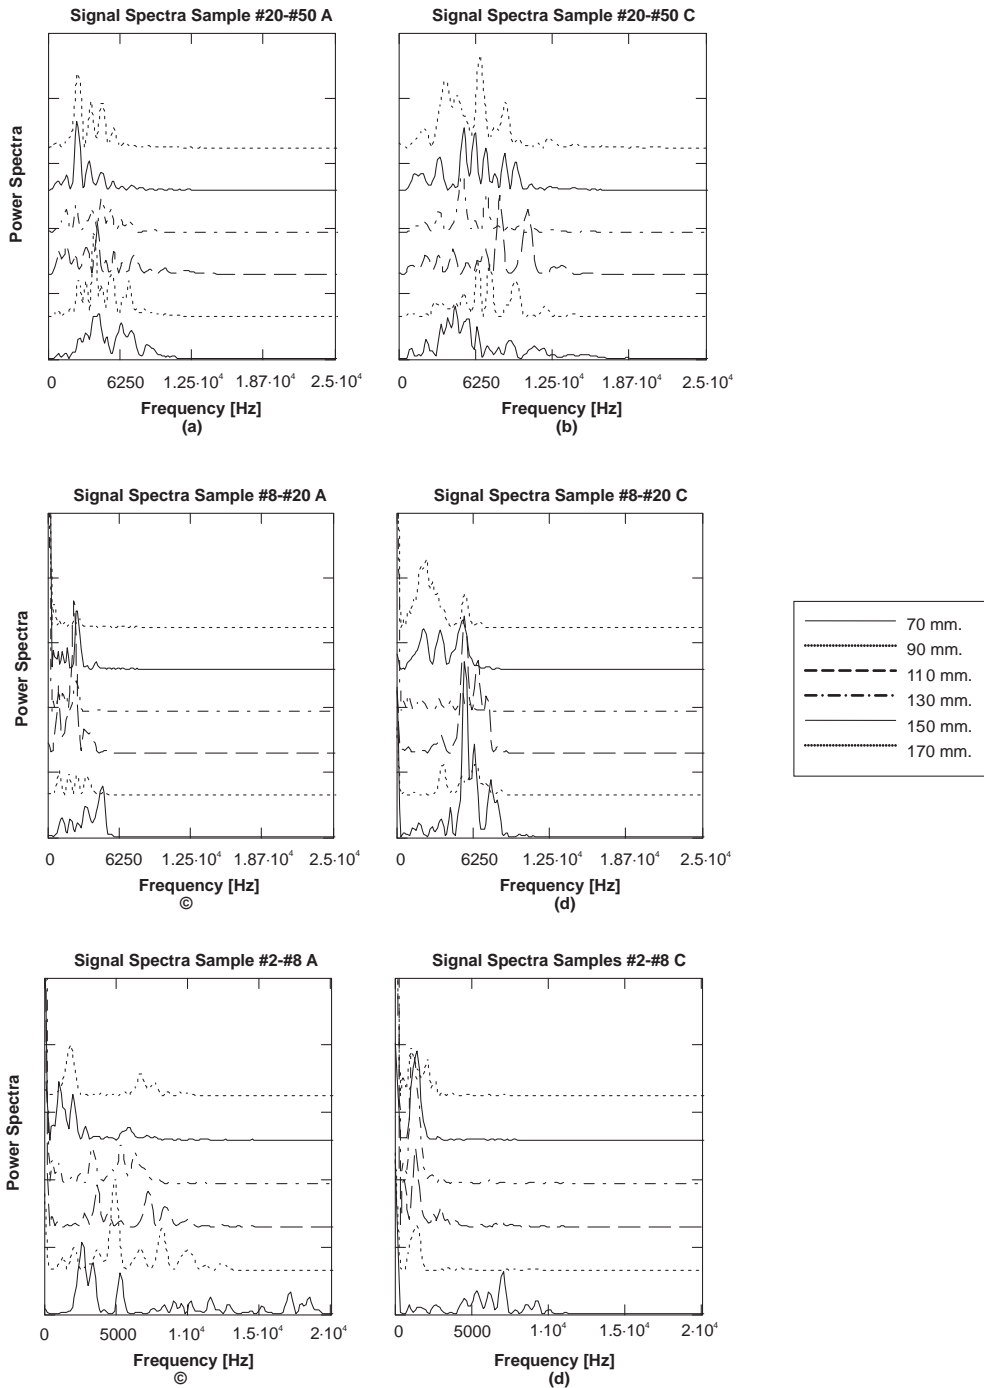 Signal Spectra Sample #20-#50 A
Signal Spectra Sample #20-#50 C
Power Spectra
0 6250 1.25·10⁴ 1.87·10⁴ 2.5·10⁴
0 6250 1.25·10⁴ 1.87·10⁴ 2.5·10⁴
Frequency [Hz]
(a)
Frequency [Hz]
(b)
Signal Spectra Sample #8-#20 A
Signal Spectra Sample #8-#20 C
Power Spectra
0 6250 1.25·10⁴ 1.87·10⁴ 2.5·10⁴
0 6250 1.25·10⁴ 1.87·10⁴ 2.5·10⁴
Frequency [Hz]
©
Frequency [Hz]
(d)
70 mm.
90 mm.
110 mm.
130 mm.
150 mm.
170 mm.
Signal Spectra Sample #2-#8 A
Signal Spectra Samples #2-#8 C
Power Spectra
0 5000 1·10⁴ 1.5·10⁴ 2·10⁴
0 5000 1·10⁴ 1.5·10⁴ 2·10⁴
Frequency [Hz]
©
Frequency [Hz]
(d)